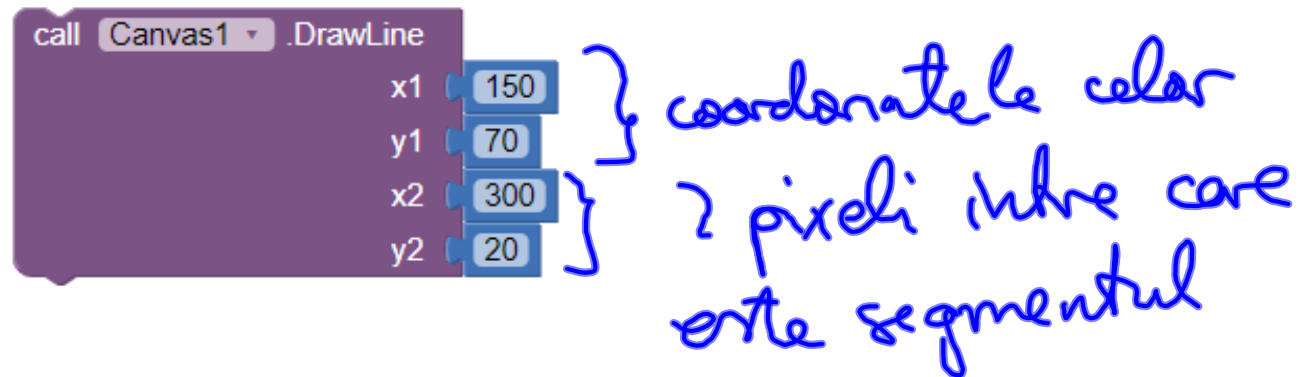 call Canvas1 .DrawLine
x1 150
y1 70
x2 300
y2 20
coordonatele celor
2 pixeli între care
este segmentul